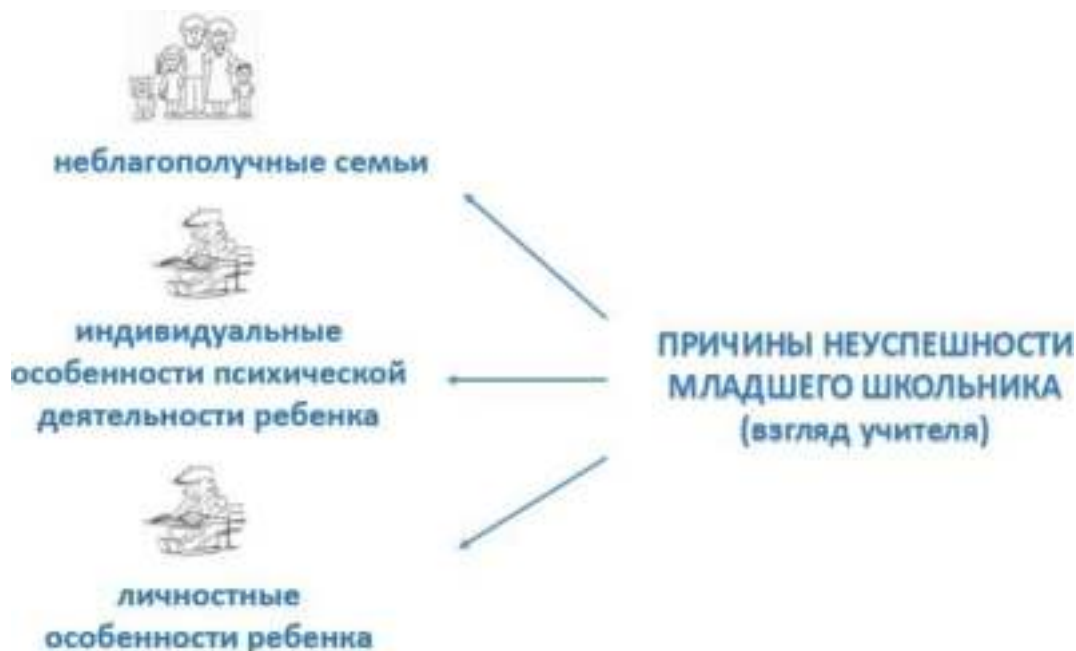 неблагополучные семьи
индивидуальные
особенности психической
деятельности ребенка
личностные
особенности ребенка
ПРИЧИНЫ НЕУСПЕШНОСТИ
МЛАДШЕГО ШКОЛЬНИКА
(взгляд учителя)